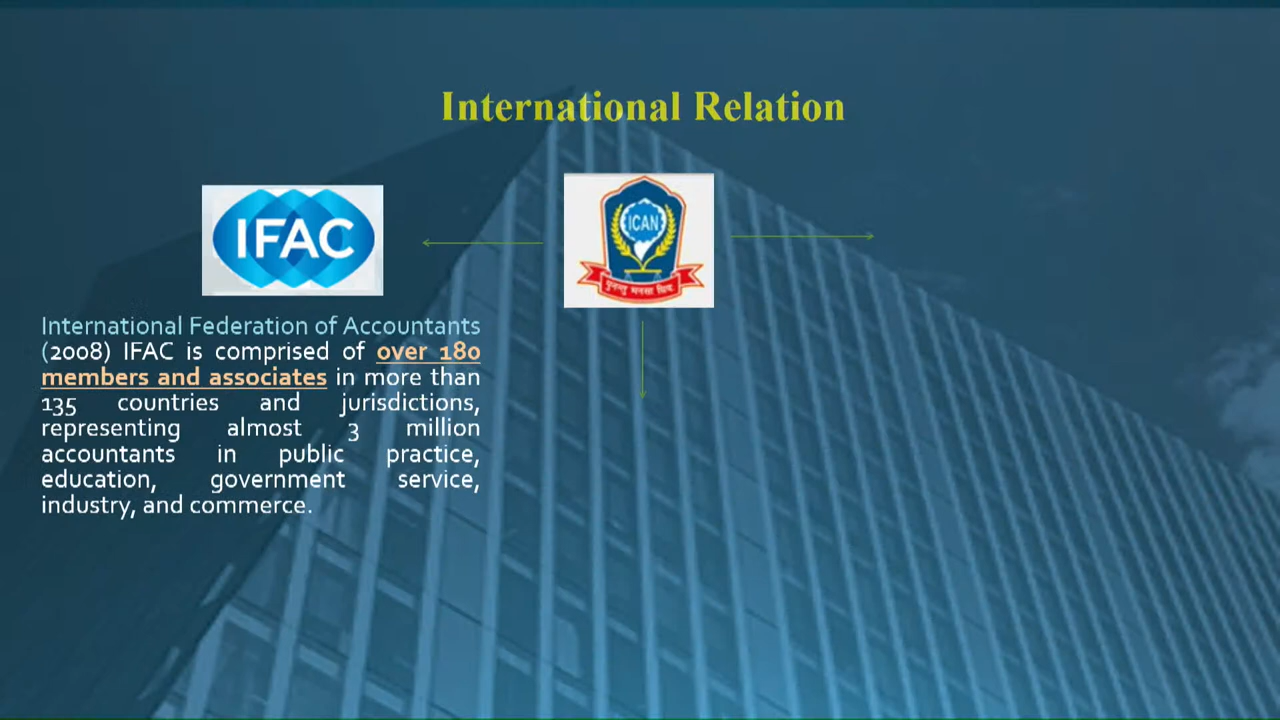 International Relation
IFAC
ICAN
पुनन्तु मनसा धियः
International Federation of Accountants
(2008) IFAC is comprised of over 180
members and associates in more than
135 countries and jurisdictions,
representing almost 3 million
accountants in public practice,
education, government service,
industry, and commerce.